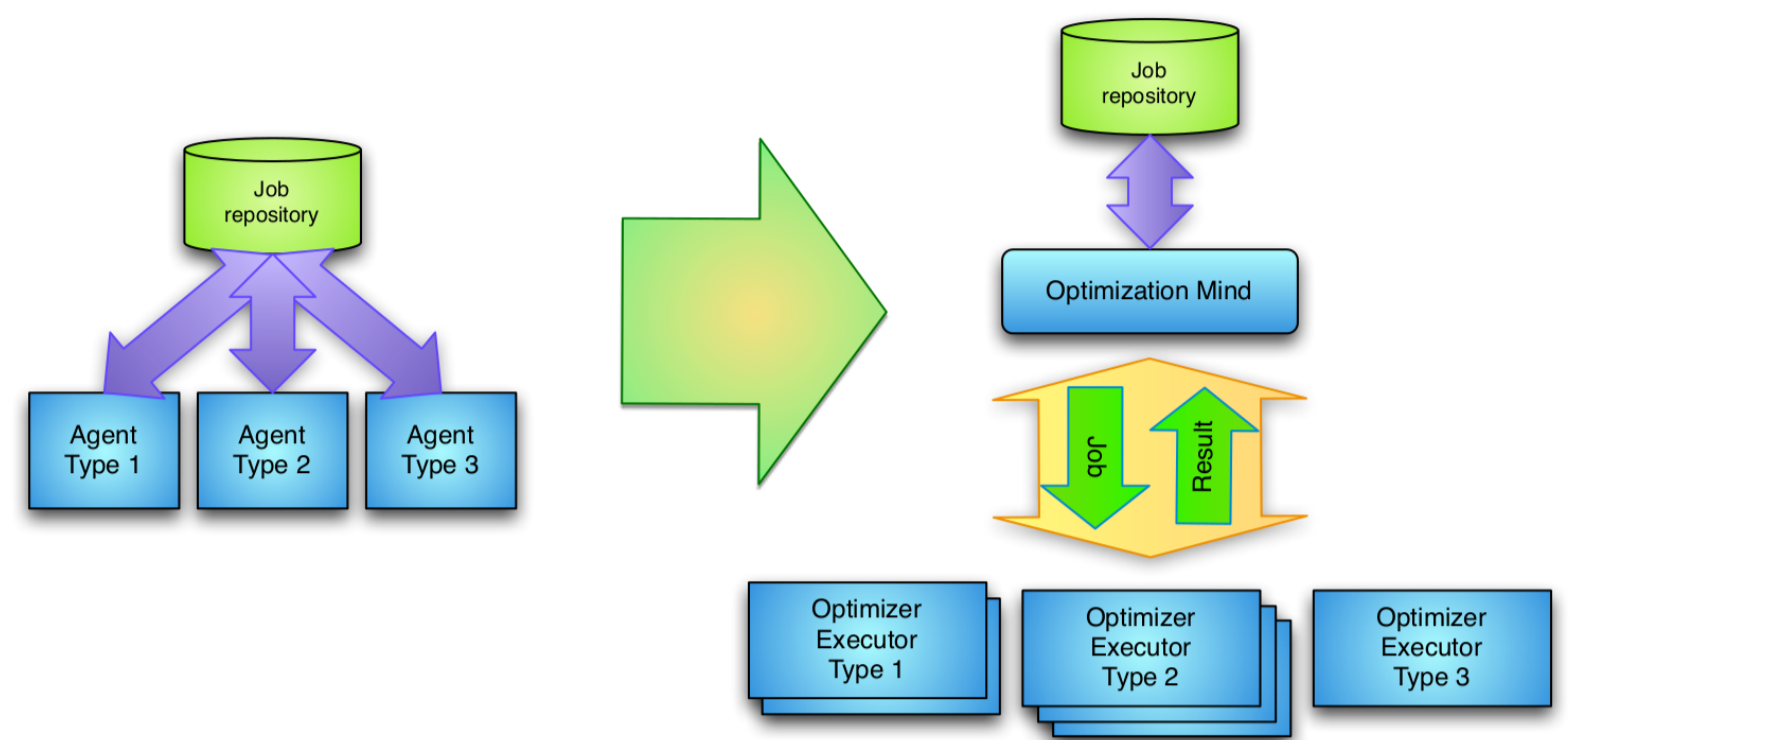 Job
repository
Agent
Type 1
Agent
Type 2
Agent
Type 3
Job
repository
Optimization Mind
Job
Result
Optimizer
Executor
Type 1
Optimizer
Executor
Type 2
Optimizer
Executor
Type 3